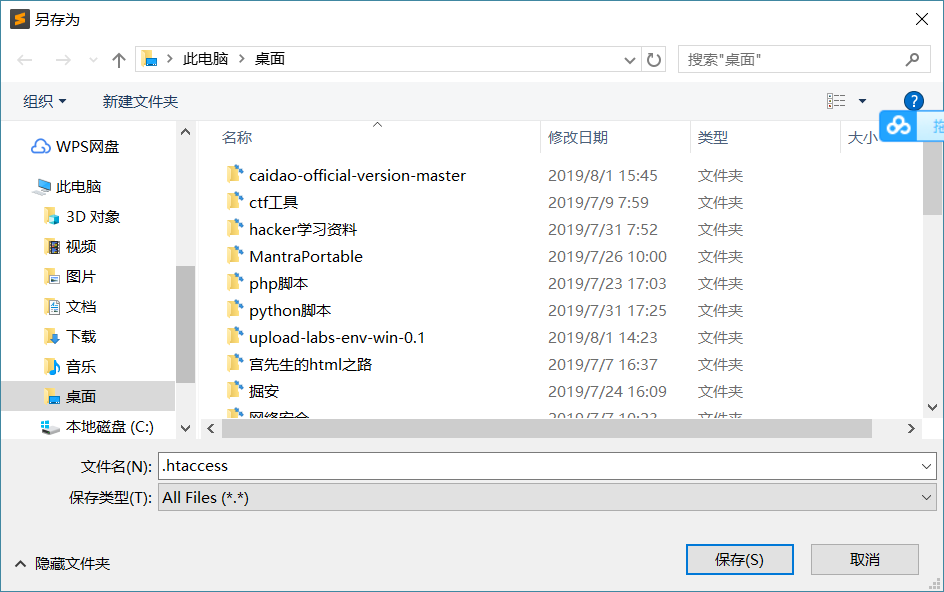 另存为
此电脑 桌面
搜索"桌面"
组织 新建文件夹
?
名称 修改日期 类型 大小
拖
WPS网盘
此电脑
3D 对象
视频
图片
文档
下载
音乐
桌面
本地磁盘 (C:)
caidao-official-version-master 2019/8/1 15:45 文件夹
ctf工具 2019/7/9 7:59 文件夹
hacker学习资料 2019/7/31 7:52 文件夹
MantraPortable 2019/7/26 10:00 文件夹
php脚本 2019/7/23 17:03 文件夹
python脚本 2019/7/31 17:25 文件夹
upload-labs-env-win-0.1 2019/8/1 14:23 文件夹
宫先生的html之路 2019/7/7 16:37 文件夹
掘安 2019/7/24 16:09 文件夹
网络安全 文件夹
文件名(N): .htaccess
保存类型(T): All Files (*.*)
隐藏文件夹
保存(S) 取消